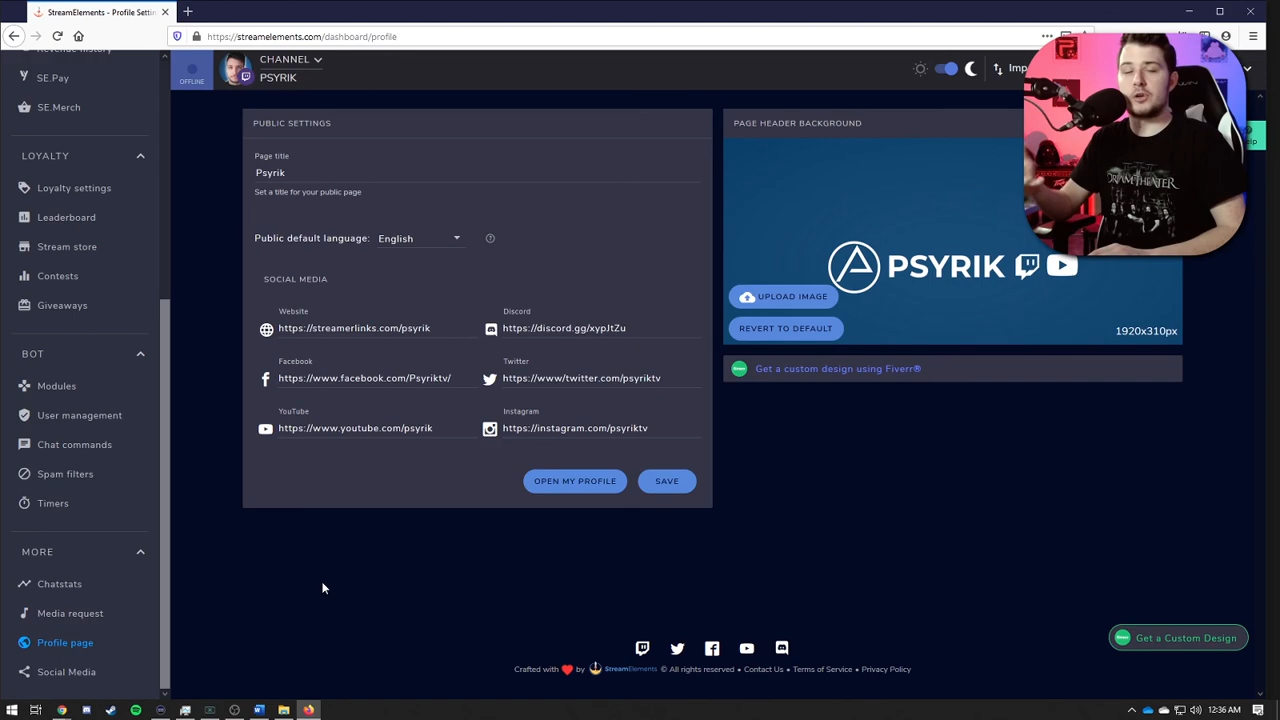 StreamElements - Profile Settin
https://streamelements.com/dashboard/profile
Revenue history
SE.Pay
SE.Merch
LOYALTY
Loyalty settings
Leaderboard
Stream store
Contests
Giveaways
BOT
Modules
User management
Chat commands
Spam filters
Timers
MORE
Chatstats
Media request
Profile page
Social Media
OFFLINE
CHANNEL
PSYRIK
Imp
PUBLIC SETTINGS
Page title
Psyrik
Set a title for your public page
Public default language: English
SOCIAL MEDIA
Website
https://streamerlinks.com/psyrik
Discord
https://discord.gg/xypJtZu
Facebook
https://www.facebook.com/Psyriktv/
Twitter
https://www/twitter.com/psyriktv
YouTube
https://www.youtube.com/psyrik
Instagram
https://instagram.com/psyriktv
OPEN MY PROFILE
SAVE
PAGE HEADER BACKGROUND
PSYRIK
UPLOAD IMAGE
REVERT TO DEFAULT
1920x310px
Get a custom design using Fiverr®
DREAM THEATER
Get a Custom Design
Crafted with by StreamElements © All rights reserved • Contact Us • Terms of Service • Privacy Policy
12:36 AM